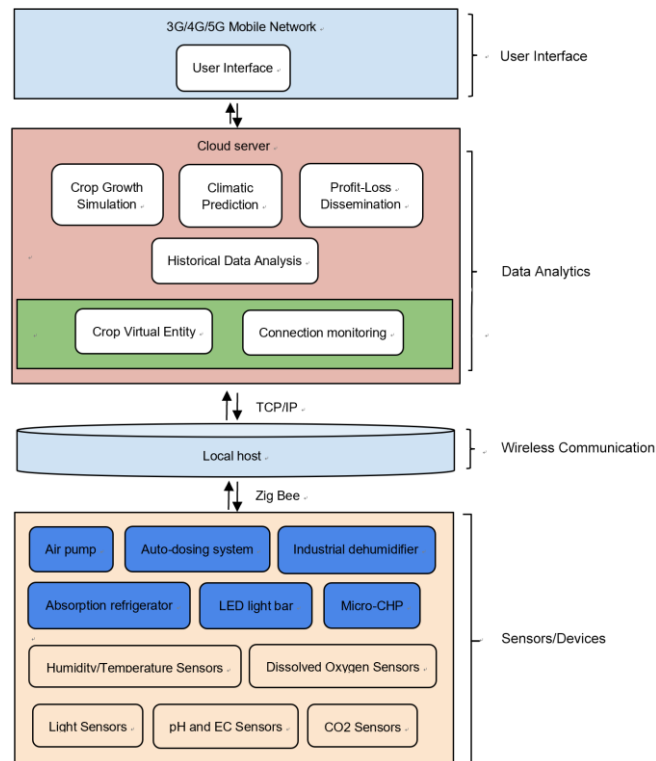 3G/4G/5G Mobile Network
User Interface
User Interface
Cloud server
Crop Growth
Simulation
Climatic
Prediction
Profit-Loss
Dissemination
Historical Data Analysis
Data Analytics
Crop Virtual Entity
Connection monitoring
TCP/IP
Local host
Wireless Communication
Zig Bee
Air pump
Auto-dosing system
Industrial dehumidifier
Absorption refrigerator
LED light bar
Micro-CHP
Sensors/Devices
Humidity/Temperature Sensors
Dissolved Oxygen Sensors
Light Sensors
pH and EC Sensors
CO2 Sensors